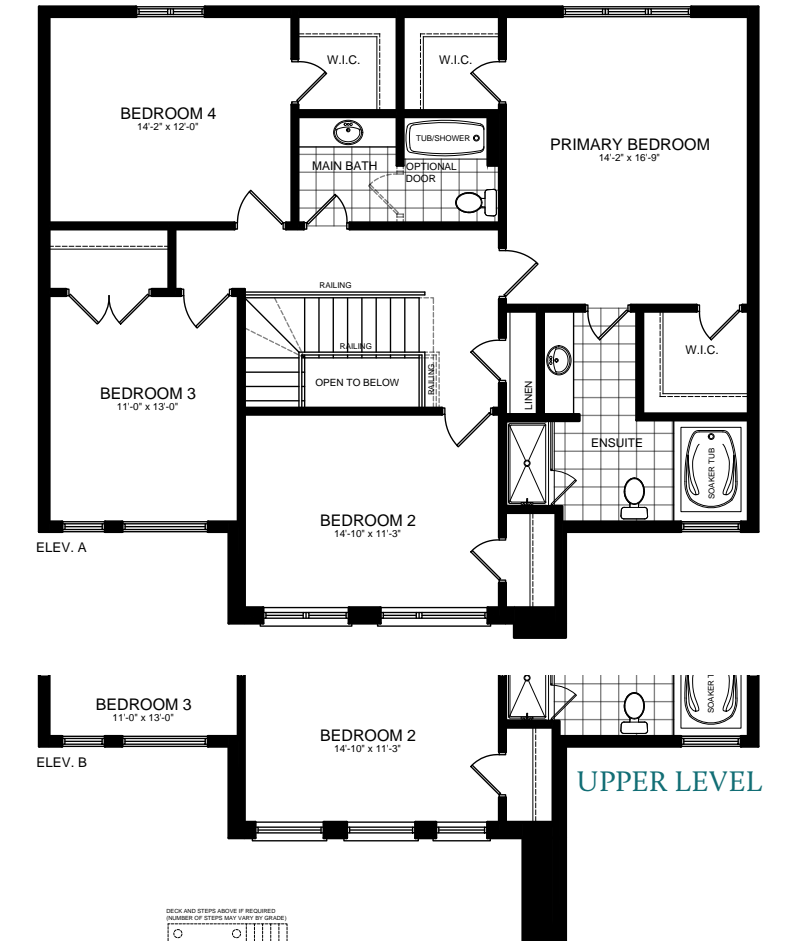 W.I.C.
W.I.C.
BEDROOM 4
14'-2" x 12'-0"
TUB/SHOWER
PRIMARY BEDROOM
14'-2" x 16'-9"
MAIN BATH
OPTIONAL
DOOR
RAILING
RAILING
RAILING
OPEN TO BELOW
W.I.C.
LINEN
BEDROOM 3
11'-0" x 13'-0"
ENSUITE
SOAKER TUB
BEDROOM 2
14'-10" x 11'-3"
ELEV. A
BEDROOM 3
11'-0" x 13'-0"
SOAKER T
BEDROOM 2
14'-10" x 11'-3"
ELEV. B
UPPER LEVEL
DECK AND STEPS ABOVE IF REQUIRED
(NUMBER OF STEPS MAY VARY BY GRADE)